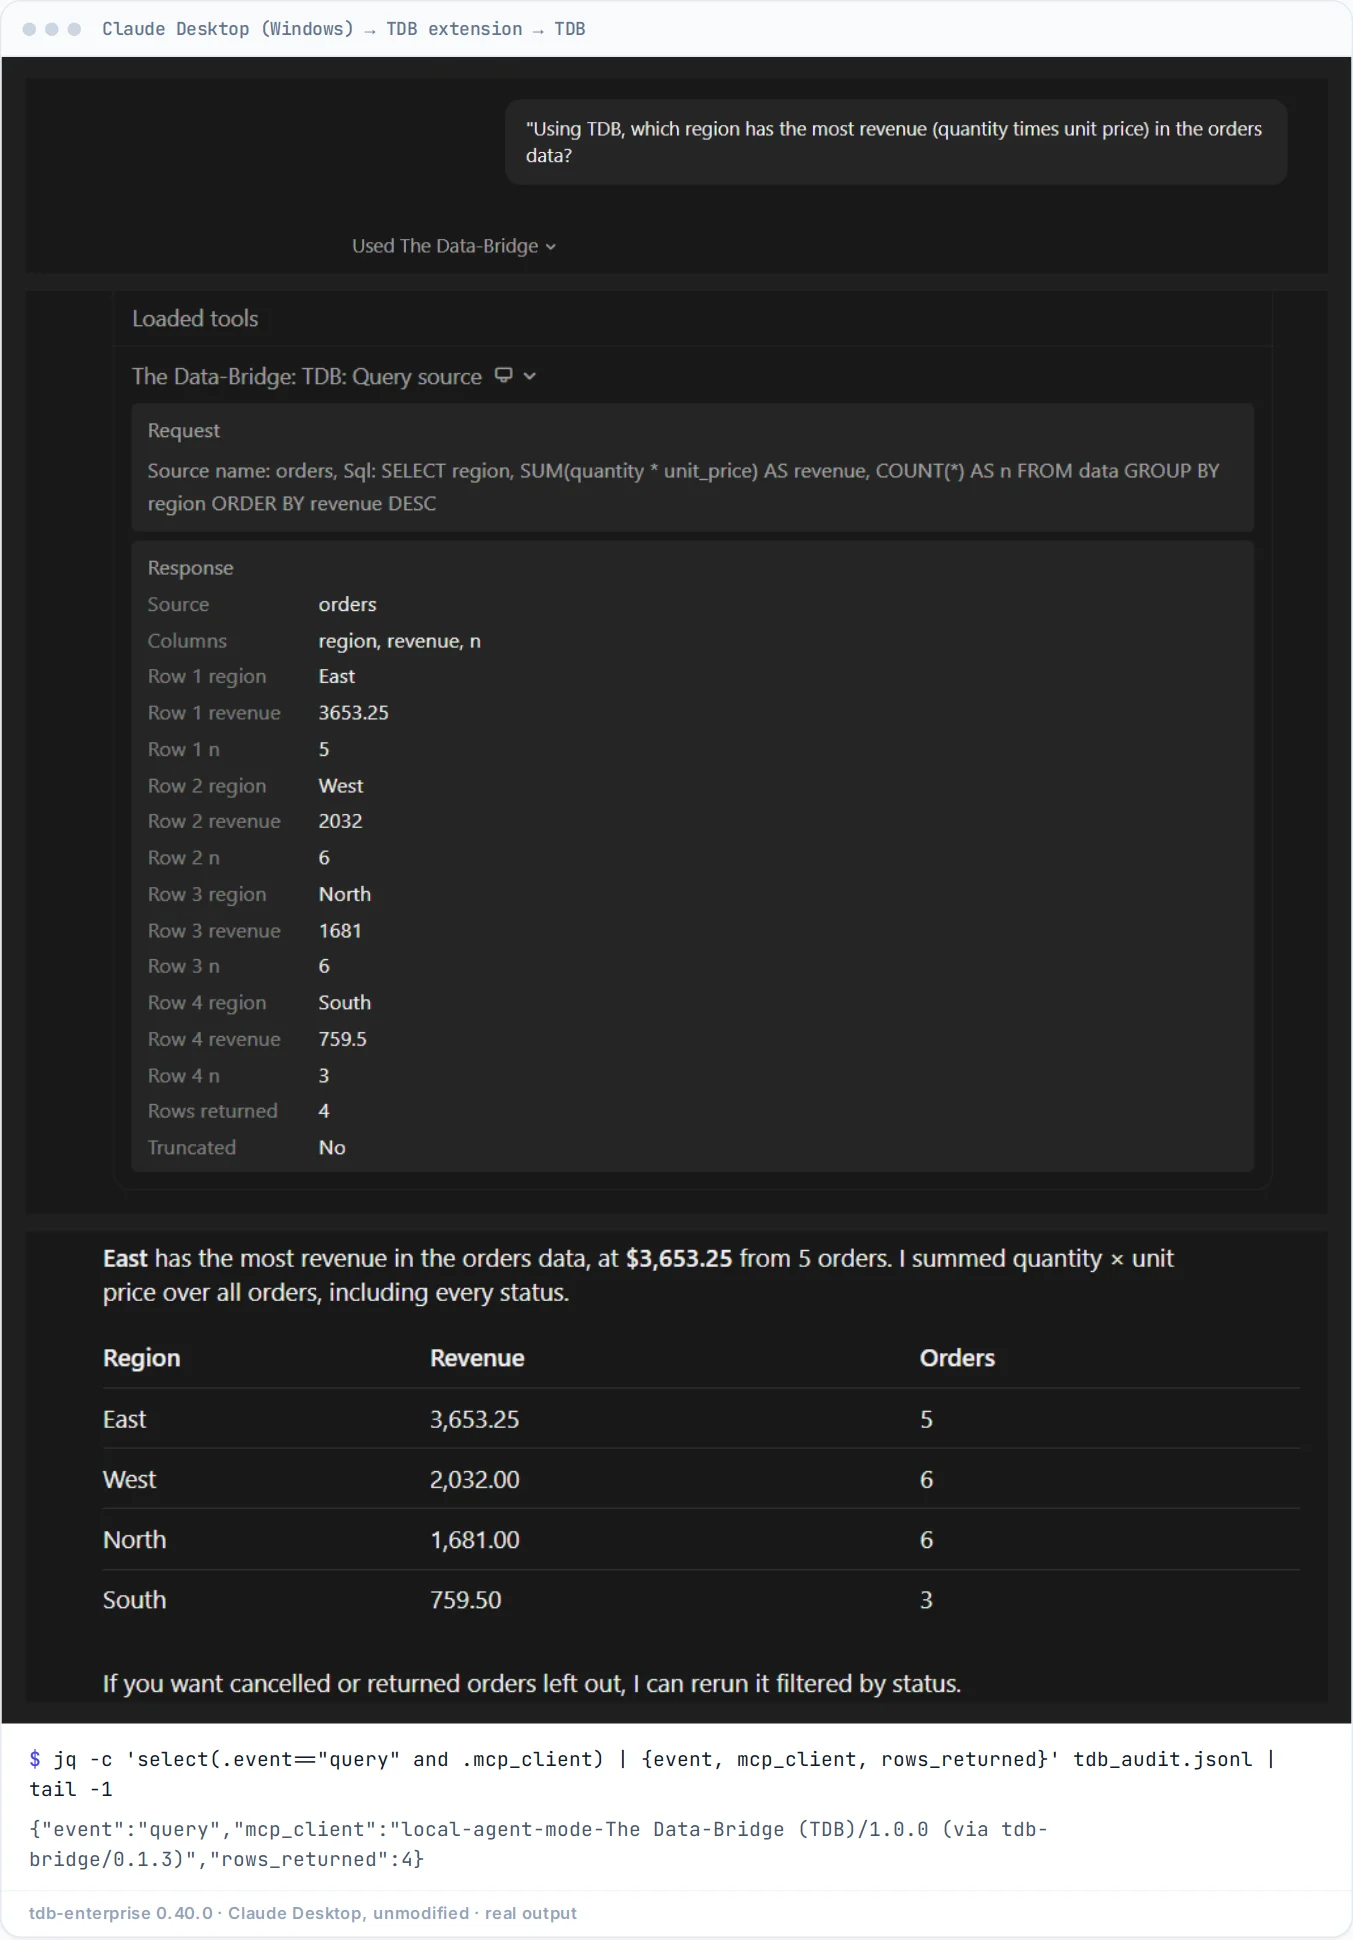 Claude Desktop (Windows) → TDB extension → TDB
"Using TDB, which region has the most revenue (quantity times unit price) in the orders
data?
Used The Data-Bridge
Loaded tools
The Data-Bridge: TDB: Query source
Request
Source name: orders, Sql: SELECT region, SUM(quantity * unit_price) AS revenue, COUNT(*) AS n FROM data GROUP BY
region ORDER BY revenue DESC
Response
Source orders
Columns region, revenue, n
Row 1 region East
Row 1 revenue 3653.25
Row 1 n 5
Row 2 region West
Row 2 revenue 2032
Row 2 n 6
Row 3 region North
Row 3 revenue 1681
Row 3 n 6
Row 4 region South
Row 4 revenue 759.5
Row 4 n 3
Rows returned 4
Truncated No
East has the most revenue in the orders data, at $3,653.25 from 5 orders. I summed quantity × unit
price over all orders, including every status.
Region Revenue Orders
East 3,653.25 5
West 2,032.00 6
North 1,681.00 6
South 759.50 3
If you want cancelled or returned orders left out, I can rerun it filtered by status.
$ jq -c 'select(.event=="query" and .mcp_client) | {event, mcp_client, rows_returned}' tdb_audit.jsonl |
tail -1
{"event":"query","mcp_client":"local-agent-mode-The Data-Bridge (TDB)/1.0.0 (via tdb-
bridge/0.1.3)","rows_returned":4}
tdb-enterprise 0.40.0 · Claude Desktop, unmodified · real output